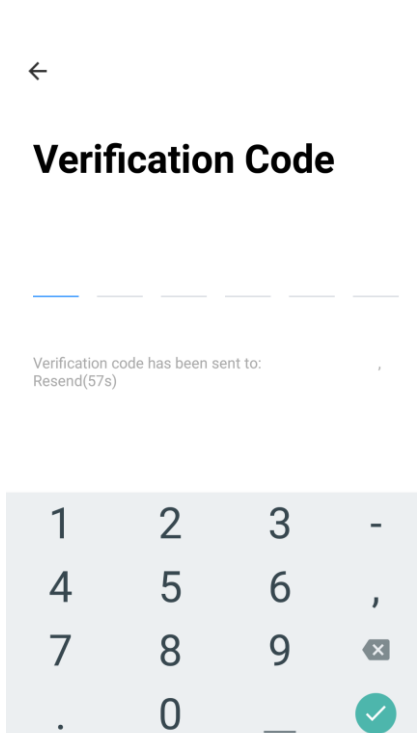 Verification Code
Verification code has been sent to: ,
Resend(57s)
1 2 3 -
4 5 6 ,
7 8 9
. 0 _